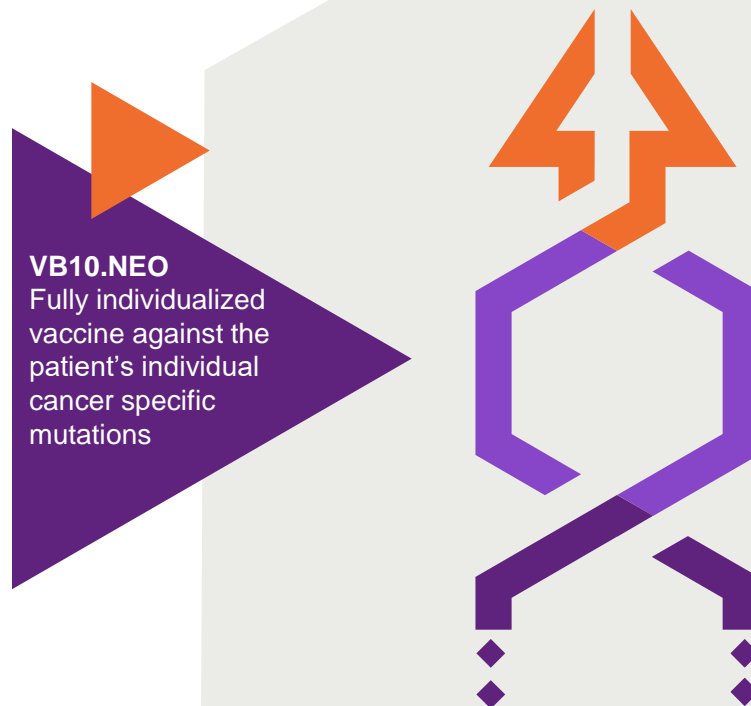 VB10.NEO
Fully individualized
vaccine against the
patient’s individual
cancer specific
mutations